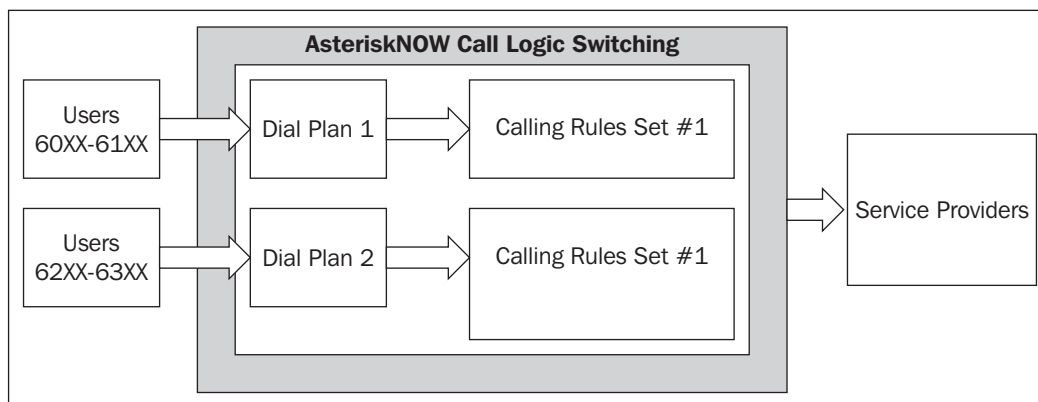 AsteriskNOW Call Logic Switching
Users
60XX-61XX
Dial Plan 1
Calling Rules Set #1
Service Providers
Users
62XX-63XX
Dial Plan 2
Calling Rules Set #1